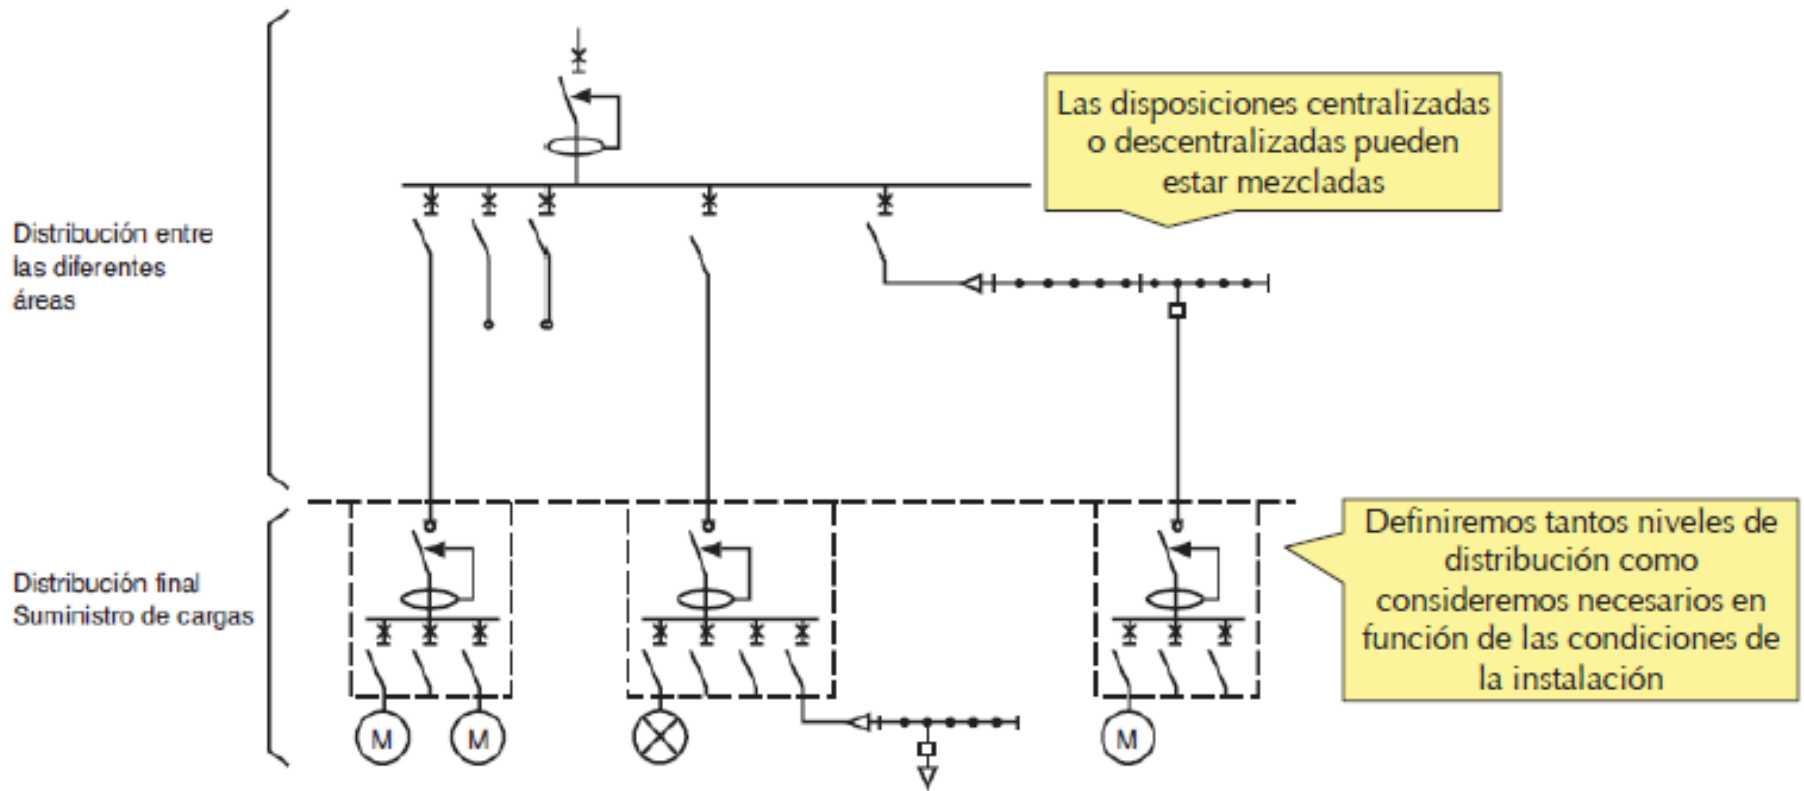 Las disposiciones centralizadas
o descentralizadas pueden
estar mezcladas
Distribución entre
las diferentes
áreas
Definiremos tantos niveles de
distribución como
consideremos necesarios en
función de las condiciones de
la instalación
Distribución final
Suministro de cargas
M
M
M